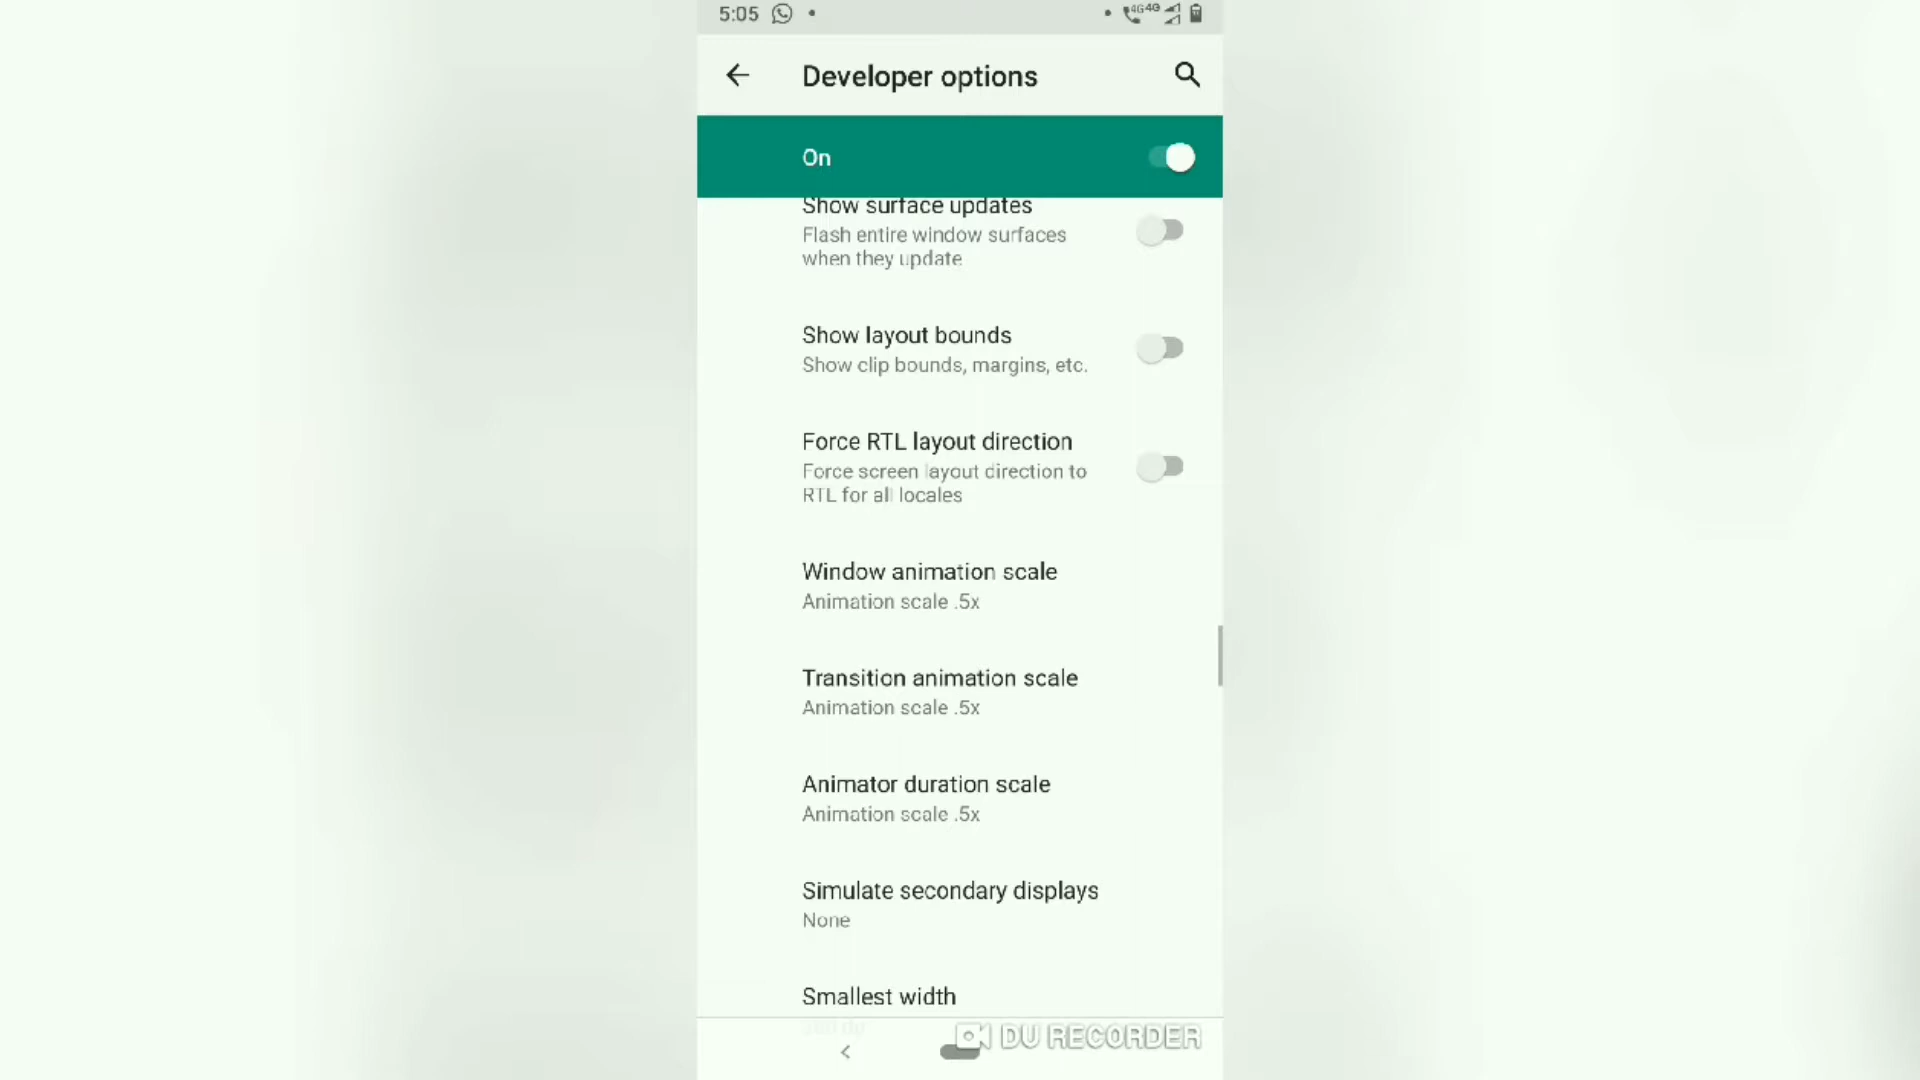 5:05
4G4G
Developer options
On
Show surface updates
Flash entire window surfaces
when they update
Show layout bounds
Show clip bounds, margins, etc.
Force RTL layout direction
Force screen layout direction to
RTL for all locales
Window animation scale
Animation scale .5x
Transition animation scale
Animation scale .5x
Animator duration scale
Animation scale .5x
Simulate secondary displays
None
Smallest width
DU RECORDER